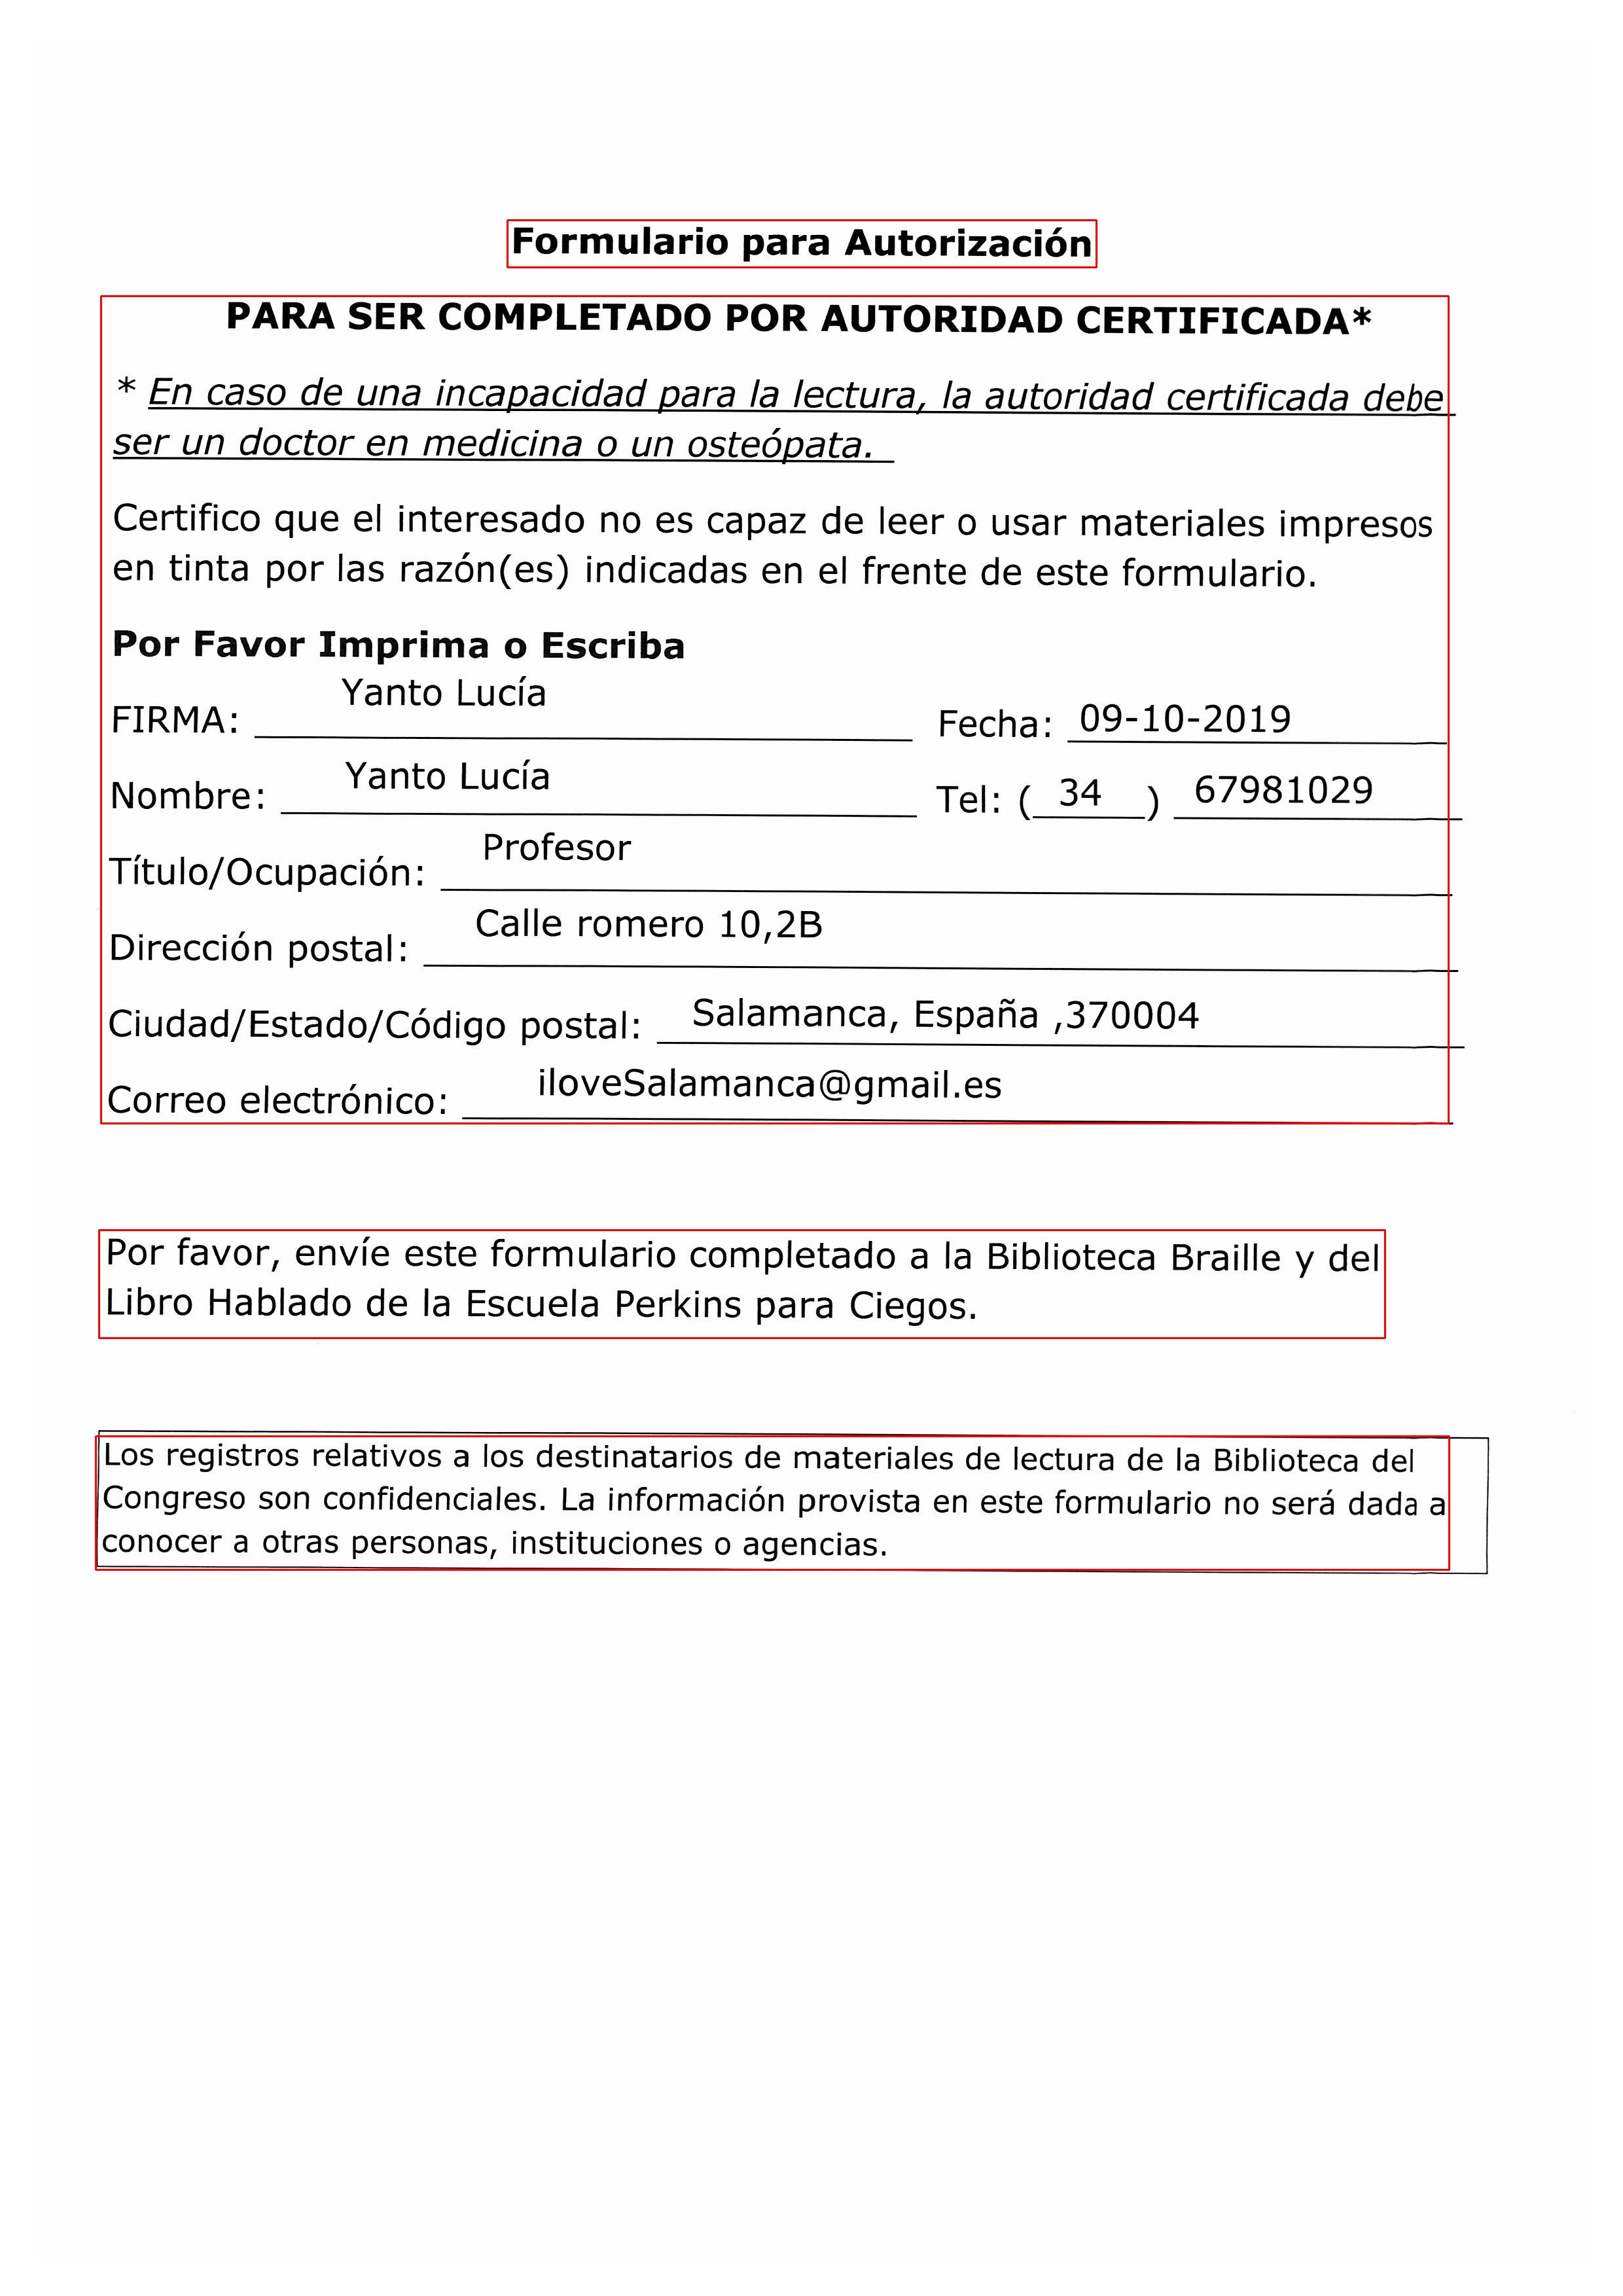 Formulario para Autorización
PARA SER COMPLETADO POR AUTORIDAD CERTIFICADA*
* En caso de una incapacidad para la lectura, la autoridad certificada debe
ser un doctor en medicina o un osteópata.
Certifico que el interesado no es capaz de leer o usar materiales impresos
en tinta por las razón(es) indicadas en el frente de este formulario.
Por Favor Imprima o Escriba
FIRMA: Yanto Lucía Fecha: 09-10-2019
Nombre: Yanto Lucía Tel: ( 34 ) 67981029
Título/Ocupación: Profesor
Dirección postal: Calle romero 10,2B
Ciudad/Estado/Código postal: Salamanca, España ,370004
Correo electrónico: iloveSalamanca@gmail.es
Por favor, envíe este formulario completado a la Biblioteca Braille y del
Libro Hablado de la Escuela Perkins para Ciegos.
Los registros relativos a los destinatarios de materiales de lectura de la Biblioteca del
Congreso son confidenciales. La información provista en este formulario no será dada a
conocer a otras personas, instituciones o agencias.